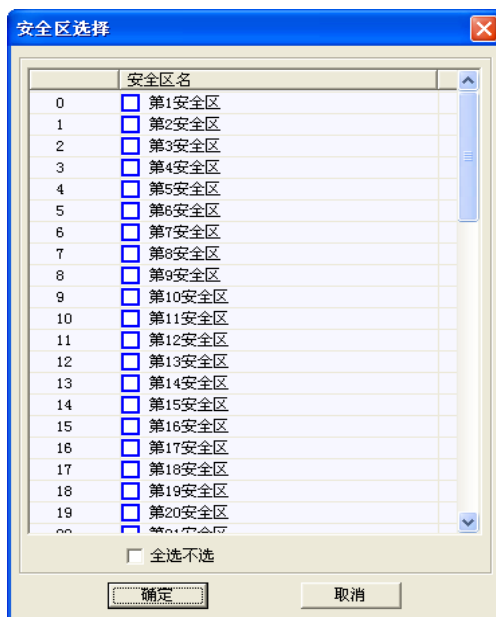 安全区选择
安全区名
0 第1安全区
1 第2安全区
2 第3安全区
3 第4安全区
4 第5安全区
5 第6安全区
6 第7安全区
7 第8安全区
8 第9安全区
9 第10安全区
10 第11安全区
11 第12安全区
12 第13安全区
13 第14安全区
14 第15安全区
15 第16安全区
16 第17安全区
17 第18安全区
18 第19安全区
19 第20安全区
全选不选
确定 取消